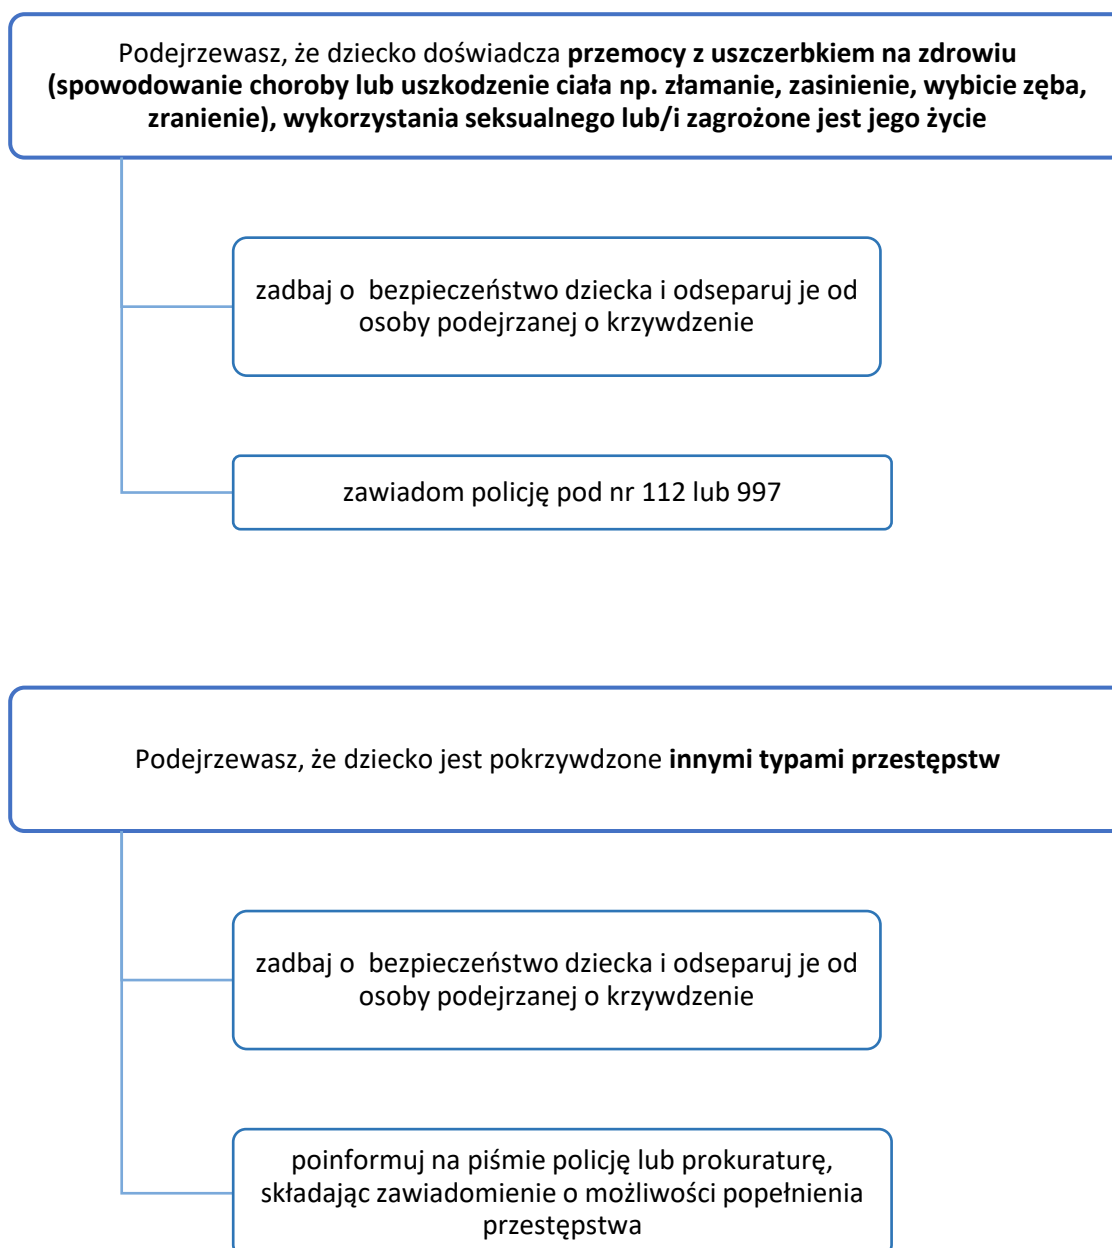 Podejrzewasz, że dziecko doświadcza przemocy z uszczerbkiem na zdrowiu
(spowodowanie choroby lub uszkodzenie ciała np. złamanie, zasinienie, wybicie zęba,
zranienie), wykorzystania seksualnego lub/i zagrożone jest jego życie
zadbaj o  bezpieczeństwo dziecka i odseparuj je od
osoby podejrzanej o krzywdzenie
zawiadom policję pod nr 112 lub 997
Podejrzewasz, że dziecko jest pokrzywdzone innymi typami przestępstw
zadbaj o  bezpieczeństwo dziecka i odseparuj je od
osoby podejrzanej o krzywdzenie
poinformuj na piśmie policję lub prokuraturę,
składając zawiadomienie o możliwości popełnienia
przestępstwa